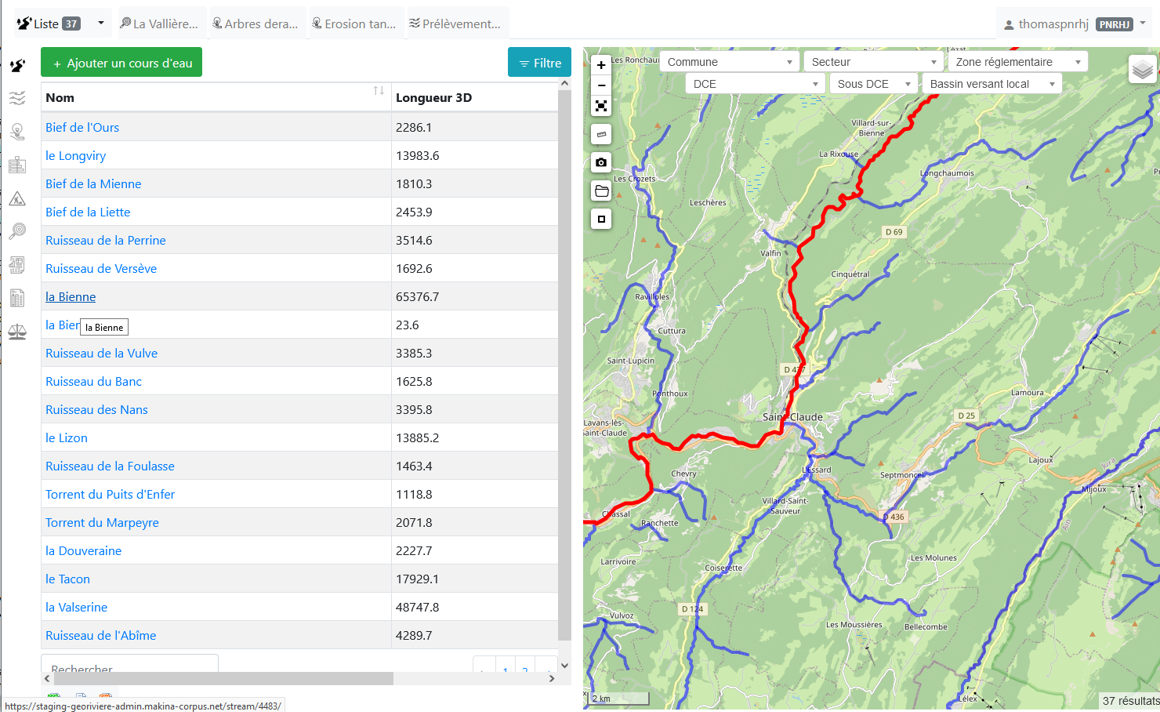 Liste 37
La Vallière...
Arbres dera...
Erosion tan...
Prélèvement...
thomaspnrhj PNRHJ
+ Ajouter un cours d'eau
Filtre
Nom Longueur 3D
Bief de l'Ours 2286.1
le Longviry 13983.6
Bief de la Mienne 1810.3
Bief de la Liette 2453.9
Ruisseau de la Perrine 3514.6
Ruisseau de Versève 1692.6
la Bienne 65376.7
la Bier 23.6
la Bienne
Ruisseau de la Vulve 3385.3
Ruisseau du Banc 1625.8
Ruisseau des Nans 3395.8
le Lizon 13885.2
Ruisseau de la Foulasse 1463.4
Torrent du Puits d'Enfer 1118.8
Torrent du Marpeyre 2071.8
la Douveraine 2227.7
le Tacon 17929.1
la Valserine 48747.8
Ruisseau de l'Abîme 4289.7
Rechercher
1 2
https://staging-georiviere-admin.makina-corpus.net/stream/4483/
+
−
Commune
Secteur
Zone réglementaire
DCE
Sous DCE
Bassin versant local
Les Ronchau
Villard-sur-
Bienne
La Rixouse
Longchaumois
Les Crozets
Leschères
D 69
Valfin
Cinquétral
Ravilloles
Cuttura
Saint-Lupicin
D 437
Ponthoux
Lamoura
Saint-Claude
D 25
Lavans-lès-
Saint-Claude
Lajoux
Chevry
L'Essard
Septmoncel
Mijoux
Villard-Saint-
Sauveur
Chassal
Ranchette
D 436
Larrivoire
Les Molunes
Coiserette
D 124
Vulvoz
Les Moussières
Bellecombe
2 km
Lélex
37 résultats